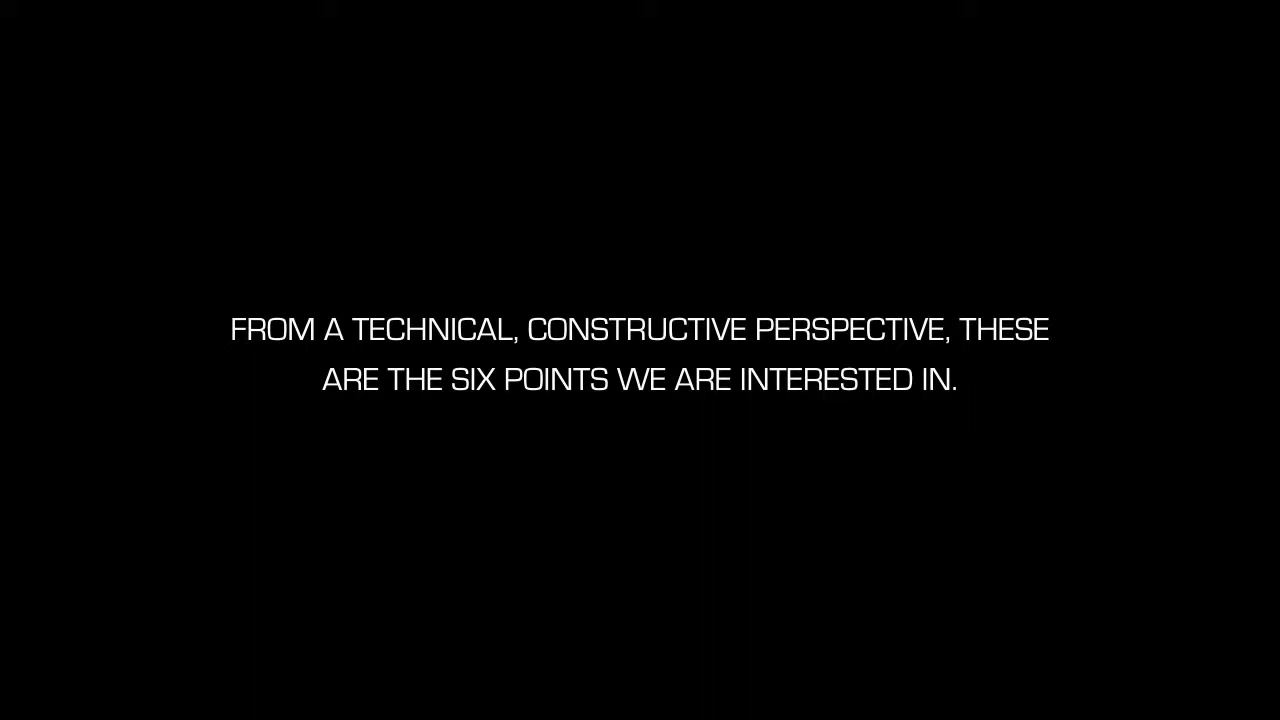 FROM A TECHNICAL, CONSTRUCTIVE PERSPECTIVE, THESE
ARE THE SIX POINTS WE ARE INTERESTED IN.